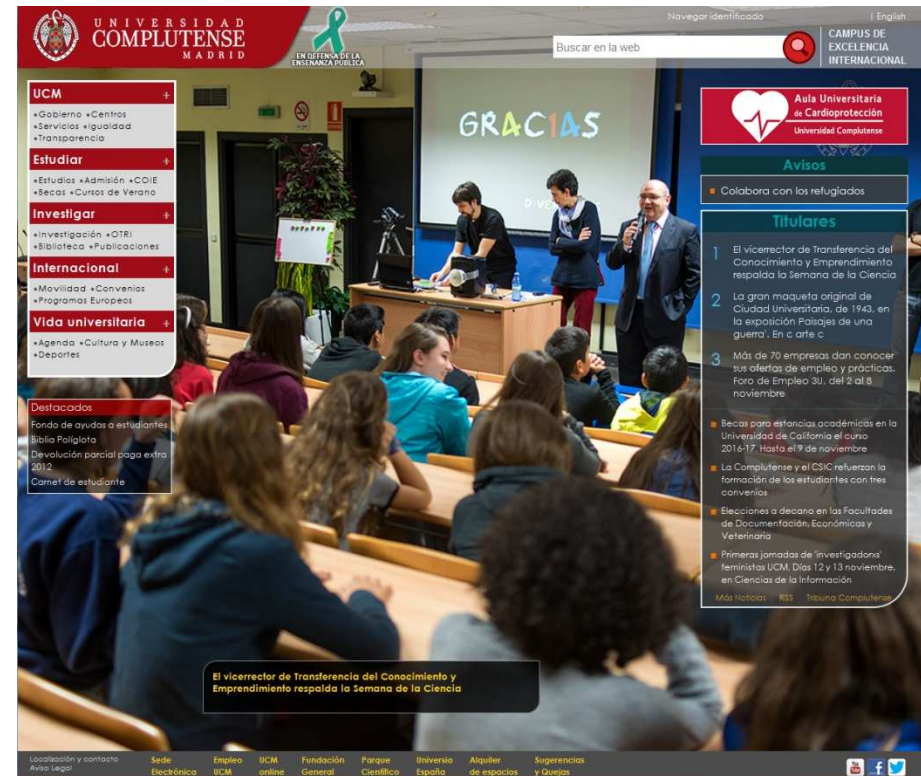 UNIVERSIDAD
COMPLUTENSE
MADRID
EN DEFENSA DE LA
ENSEÑANZA PÚBLICA
Navegar identificado
| English
Buscar en la web
CAMPUS DE
EXCELENCIA
INTERNACIONAL
UCM +
Gobierno Centros
Servicios Igualdad
Transparencia
Estudiar +
Estudios Admisión COIE
Becas Cursos de Verano
Investigar +
Investigación OTRI
Biblioteca Publicaciones
Internacional +
Movilidad Convenios
Programas Europeos
Vida universitaria +
Agenda Cultura y Museos
Deportes
Destacados
Fondo de ayudas a estudiantes
Biblia Políglota
Devolución parcial paga extra
2012
Carnet de estudiante
GRACIAS
Aula Universitaria
de Cardioprotección
Universidad Complutense
Avisos
Colabora con los refugiados
Titulares
1 El vicerrector de Transferencia del
Conocimiento y Emprendimiento
respalda la Semana de la Ciencia
2 La gran maqueta original de
Ciudad Universitaria, de 1943, en
la exposición Paisajes de una
guerra'. En c arte c
3 Más de 70 empresas dan conocer
sus ofertas de empleo y prácticas.
Foro de Empleo 3U, del 2 al 8
noviembre
Becas para estancias académicas en la
Universidad de California el curso
2016-17. Hasta el 9 de noviembre
La Complutense y el CSIC refuerzan la
formación de los estudiantes con tres
convenios
Elecciones a decano en las Facultades
de Documentación, Económicas y
Veterinaria
Primeras jornadas de 'investigadorxs'
feministas UCM. Días 12 y 13 noviembre,
en Ciencias de la Información
Más Noticias RSS Tribuna Complutense
El vicerrector de Transferencia del Conocimiento y
Emprendimiento respalda la Semana de la Ciencia
Localización y contacto
Aviso Legal
Sede
Electrónica
Empleo
UCM
UCM
online
Fundación
General
Parque
Científico
Universia
España
Alquiler
de espacios
Sugerencias
y Quejas